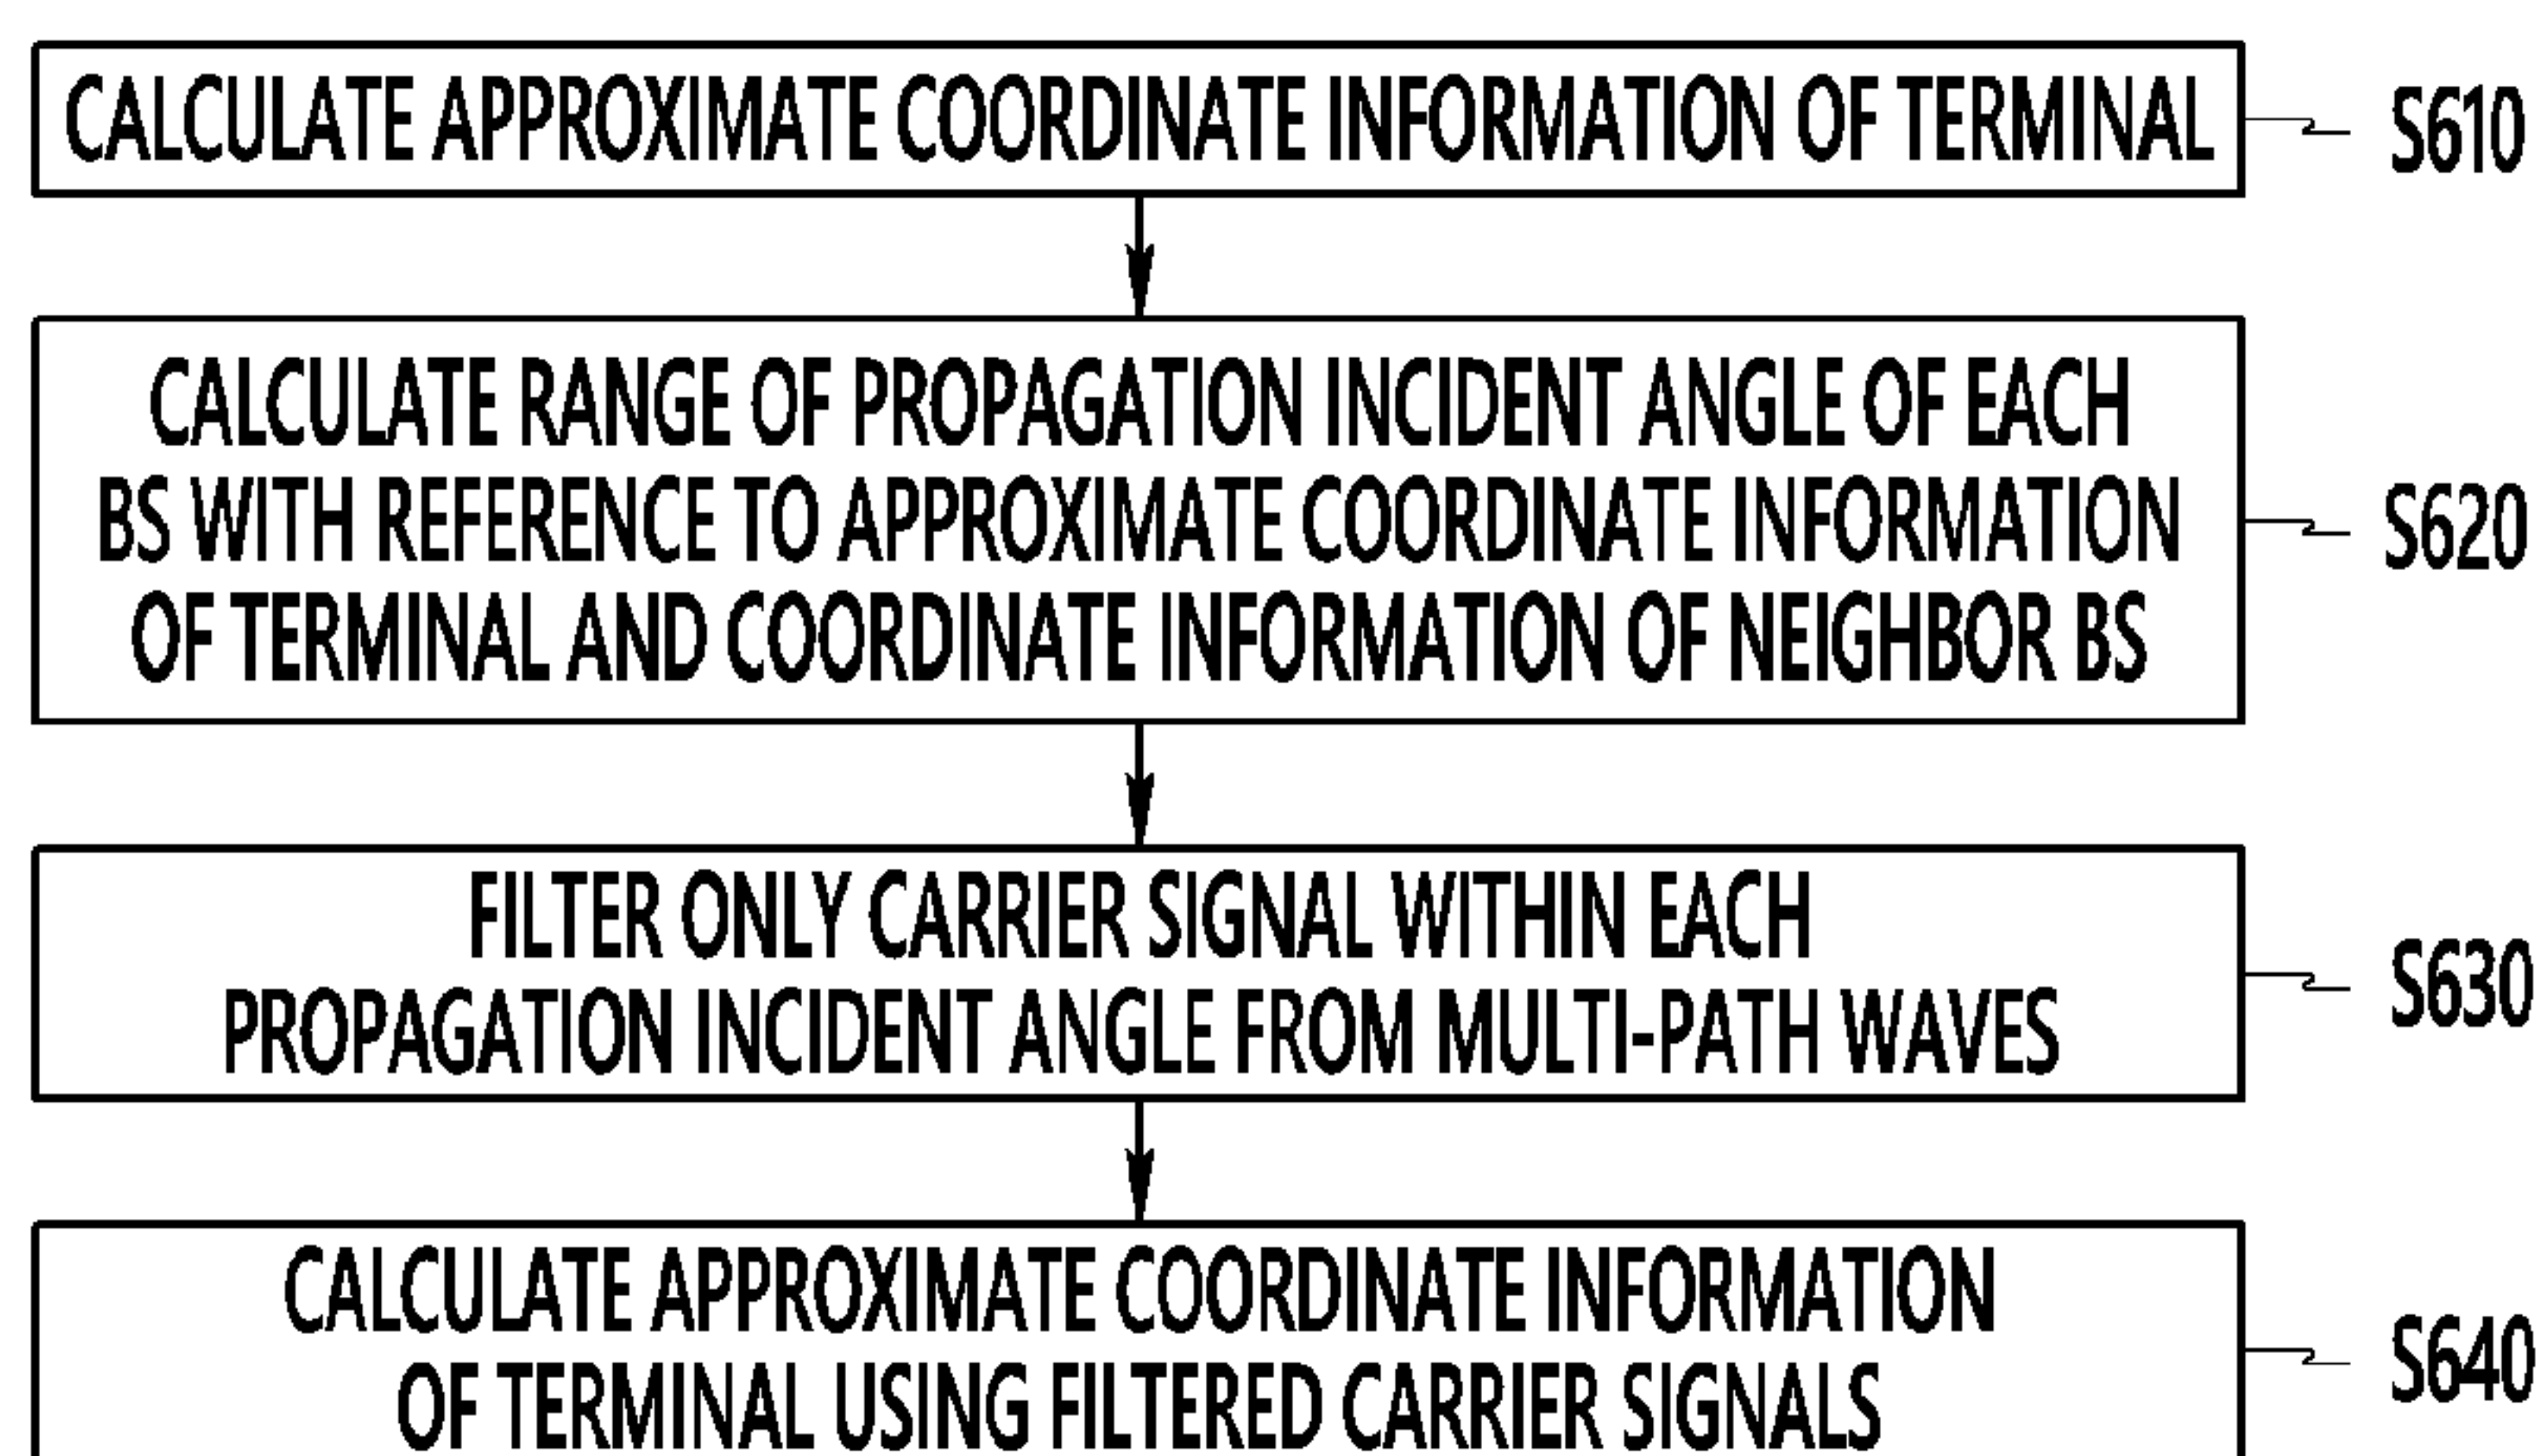 CALCULATE APPROXIMATE COORDINATE INFORMATION OF TERMINAL
S610
CALCULATE RANGE OF PROPAGATION INCIDENT ANGLE OF EACH
BS WITH REFERENCE TO APPROXIMATE COORDINATE INFORMATION
OF TERMINAL AND COORDINATE INFORMATION OF NEIGHBOR BS
S620
FILTER ONLY CARRIER SIGNAL WITHIN EACH
PROPAGATION INCIDENT ANGLE FROM MULTI-PATH WAVES
S630
CALCULATE APPROXIMATE COORDINATE INFORMATION
OF TERMINAL USING FILTERED CARRIER SIGNALS
S640